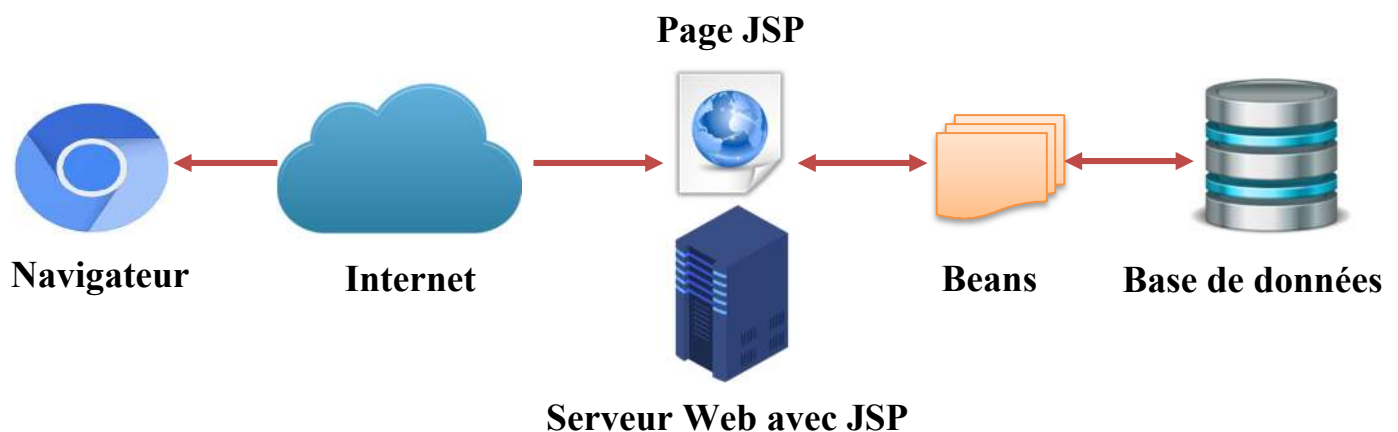 Page JSP
Navigateur
Internet
Beans
Base de données
Serveur Web avec JSP